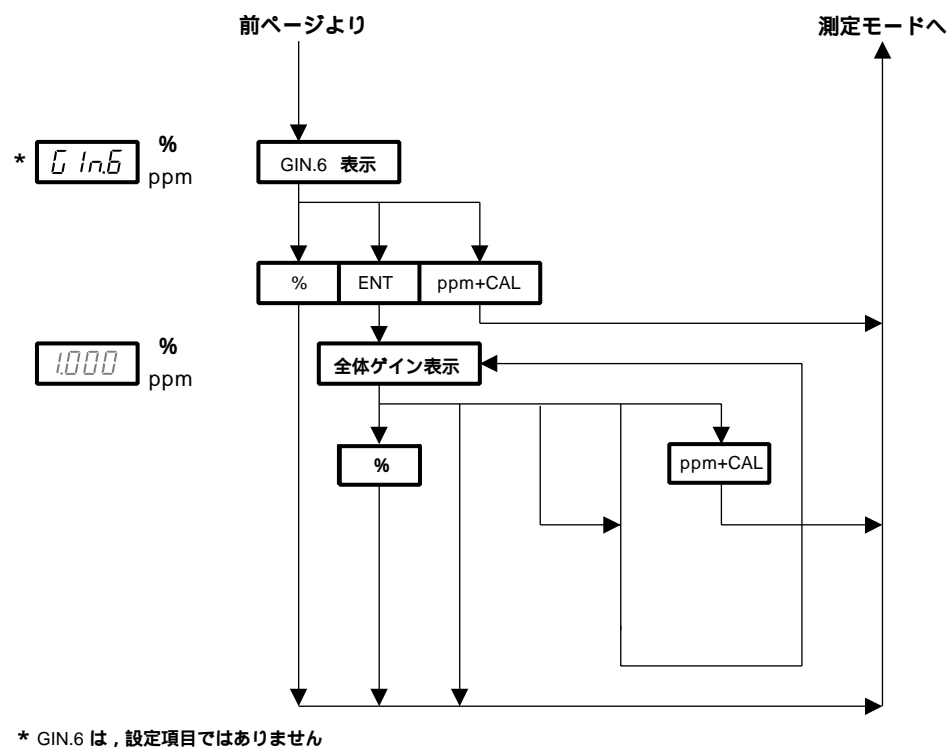 前ページより
測定モードへ
* GIn.6 %
ppm
GIN.6 表示
% ENT ppm+CAL
1.000 %
ppm
全体ゲイン表示
%
ppm+CAL
* GIN.6 は，設定項目ではありません